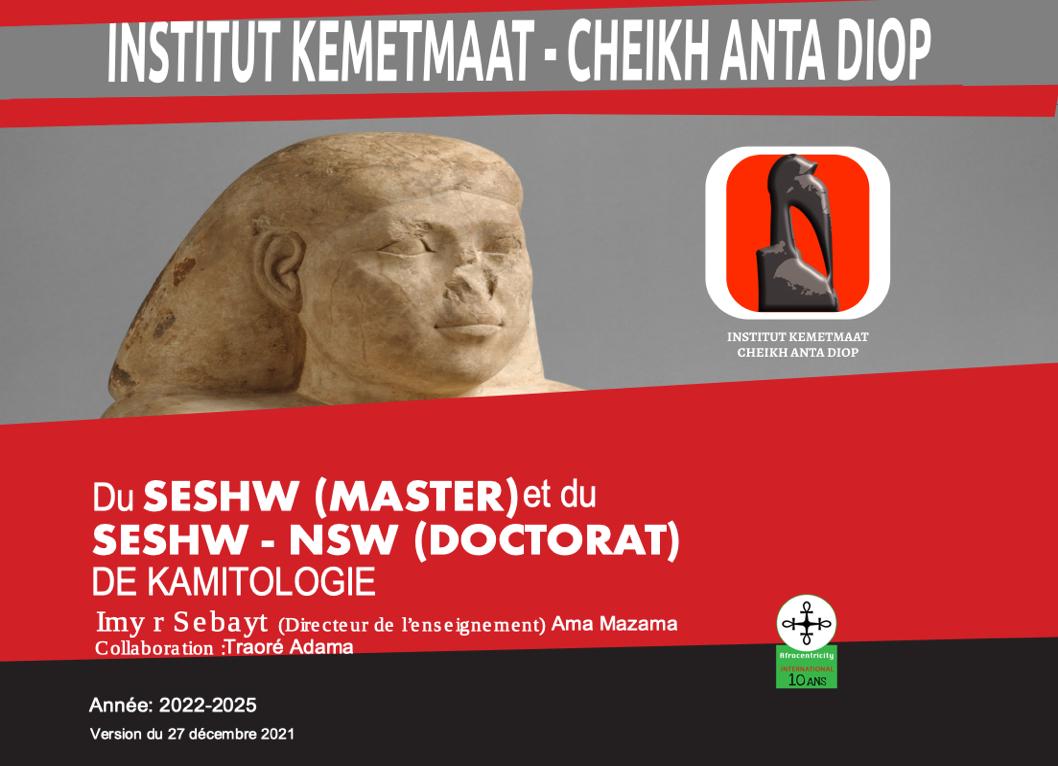 INSTITUT KEMETMAAT - CHEIKH ANTA DIOP
INSTITUT KEMETMAAT
CHEIKH ANTA DIOP
Du SESHW (MASTER) et du
SESHW - NSW (DOCTORAT)
DE KAMITOLOGIE
Imy r Sebayt (Directeur de l'enseignement) Ama Mazama
Collaboration :Traoré Adama
Afrocentricity
INTERNATIONAL
10 ANS
Année: 2022-2025
Version du 27 décembre 2021